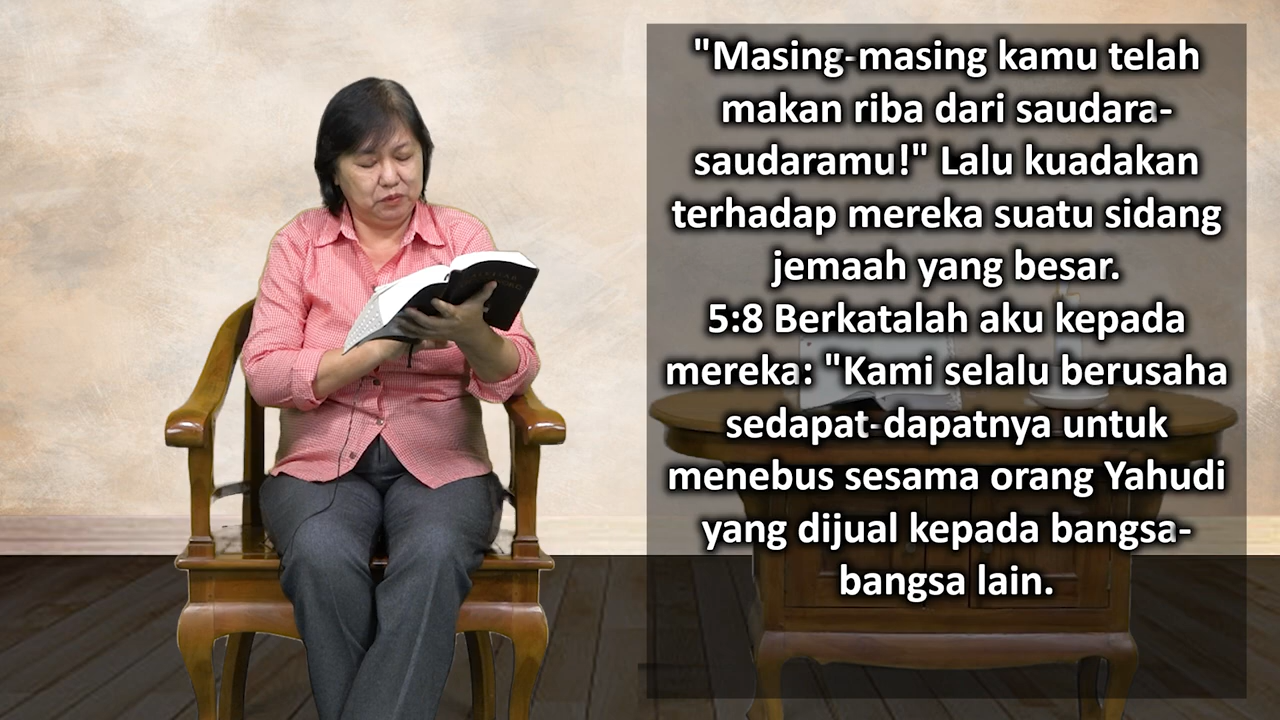 "Masing-masing kamu telah
makan riba dari saudara-
saudaramu!" Lalu kuadakan
terhadap mereka suatu sidang
jemaah yang besar.
5:8 Berkatalah aku kepada
mereka: "Kami selalu berusaha
sedapat-dapatnya untuk
menebus sesama orang Yahudi
yang dijual kepada bangsa-
bangsa lain.